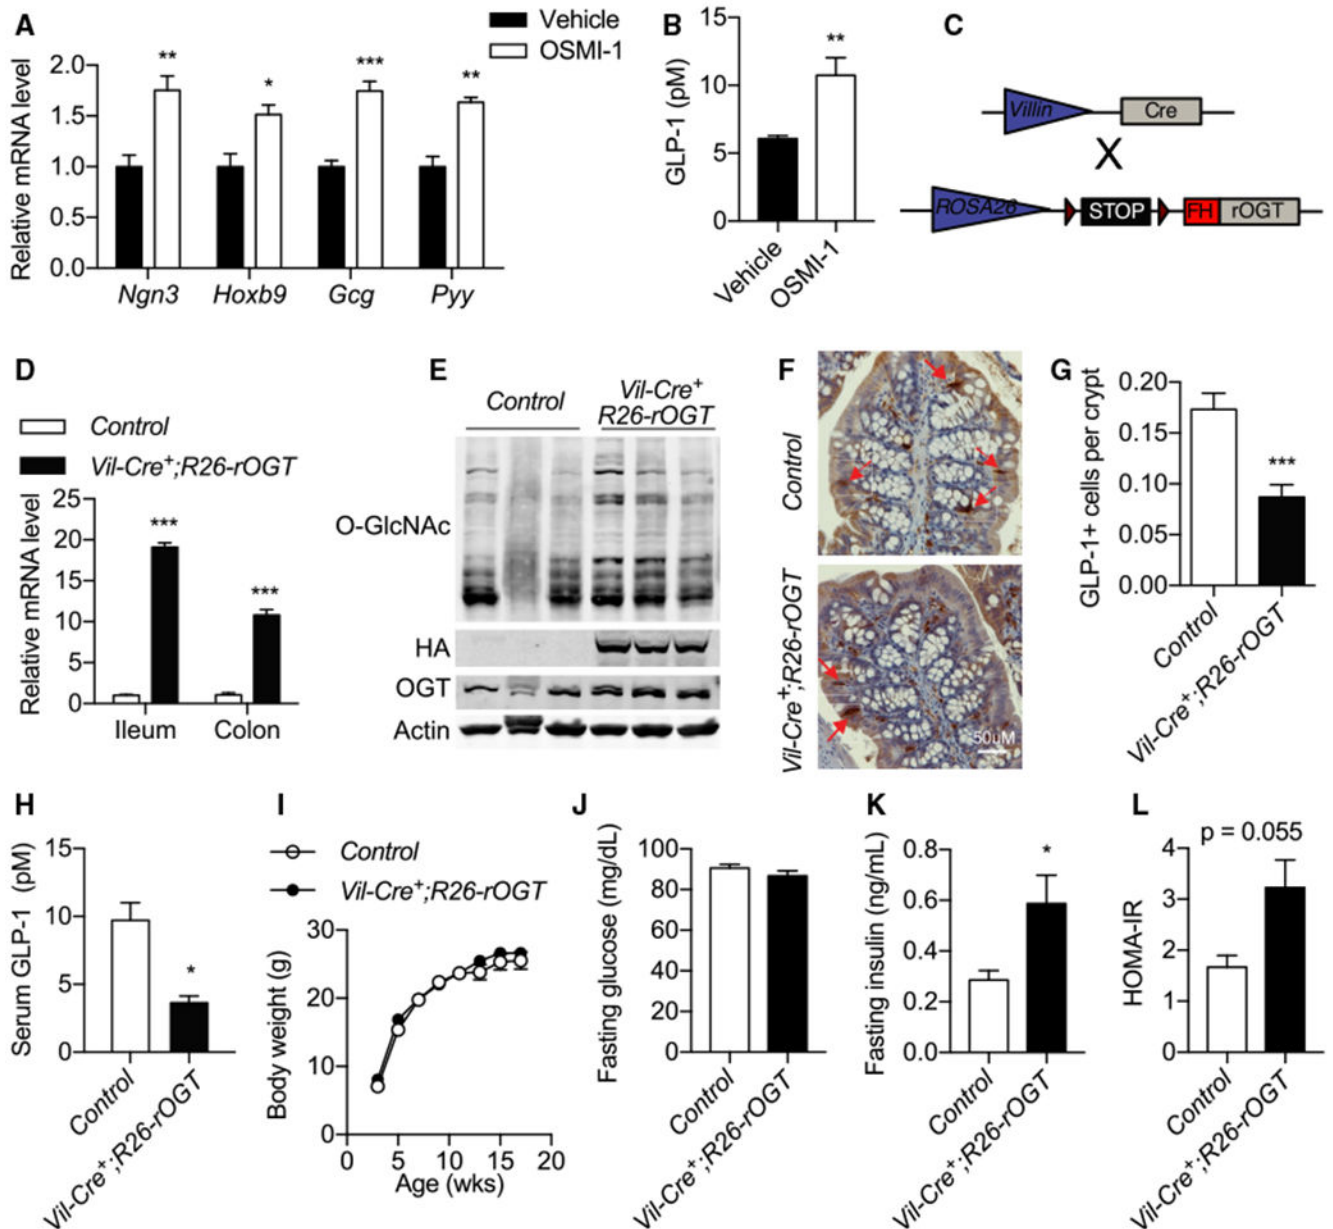 A
Vehicle
OSMI-1
Relative mRNA level
2.0
1.5
1.0
0.5
0.0
**
*
***
**
Ngn3 Hoxb9 Gcg Pyy
B
GLP-1 (pM)
15
10
5
0
**
Vehicle
OSMI-1
C
Villin
Cre
X
ROSA26
STOP
FH
rOGT
D
Control
Vil-Cre+;R26-rOGT
Relative mRNA level
25
20
15
10
5
0
***
***
Ileum Colon
E
Control
Vil-Cre+
R26-rOGT
O-GlcNAc
HA
OGT
Actin
F
Control
Vil-Cre+;R26-rOGT
50uM
G
GLP-1+ cells per crypt
0.20
0.15
0.10
0.05
0.00
***
Control
Vil-Cre+;R26-rOGT
H
Serum GLP-1 (pM)
15
10
5
0
*
Control
Vil-Cre+;R26-rOGT
I
Control
Vil-Cre+;R26-rOGT
Body weight (g)
30
20
10
0
0 5 10 15 20
Age (wks)
J
Fasting glucose (mg/dL)
100
80
60
40
20
0
Control
Vil-Cre+;R26-rOGT
K
Fasting insulin (ng/mL)
0.8
0.6
0.4
0.2
0.0
*
Control
Vil-Cre+;R26-rOGT
L
p = 0.055
HOMA-IR
4
3
2
1
0
Control
Vil-Cre+;R26-rOGT